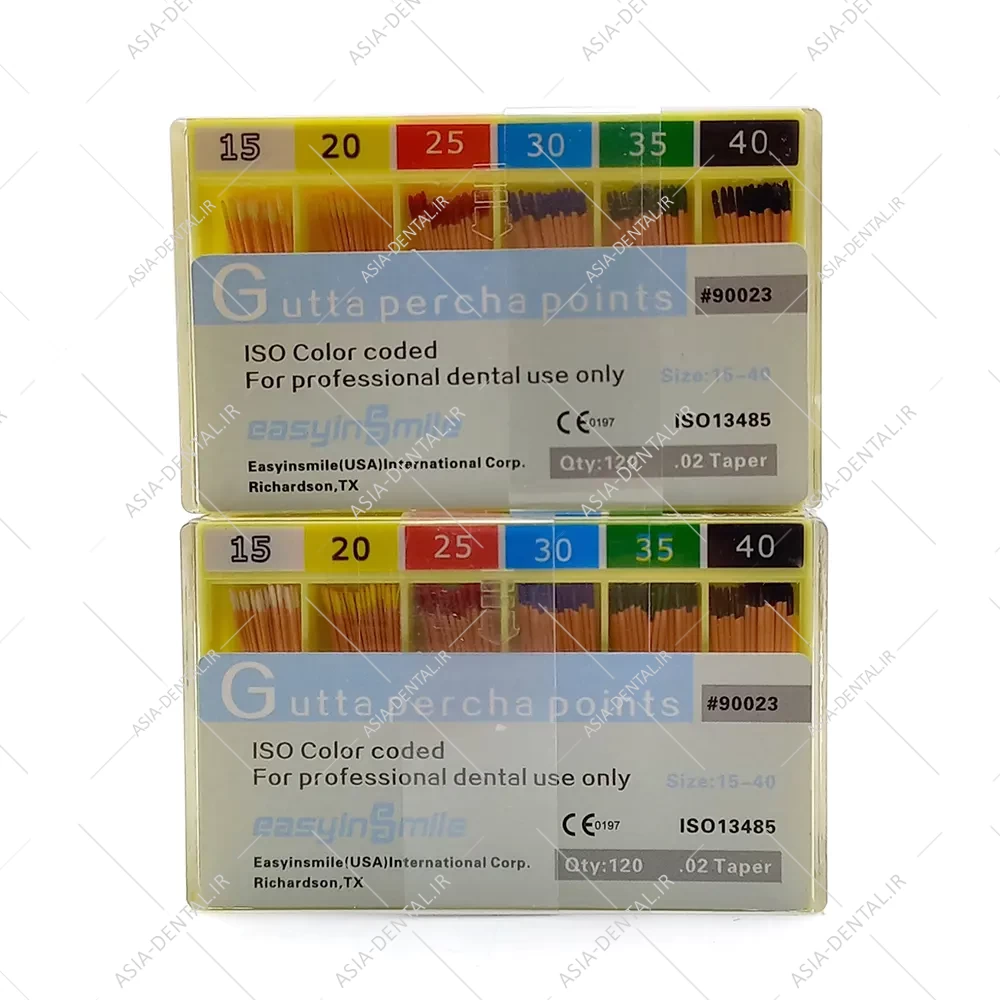 15 20 25 30 35 40
Gutta percha points #90023
ISO Color coded
For professional dental use only Size:15-40
easyinSmile CE0197 ISO13485
Easyinsmile(USA)International Corp. Qty:120 .02 Taper
Richardson,TX
15 20 25 30 35 40
Gutta percha points #90023
ISO Color coded
For professional dental use only Size:15-40
easyinSmile CE0197 ISO13485
Easyinsmile(USA)International Corp. Qty:120 .02 Taper
Richardson,TX
ASIA-DENTAL.IR